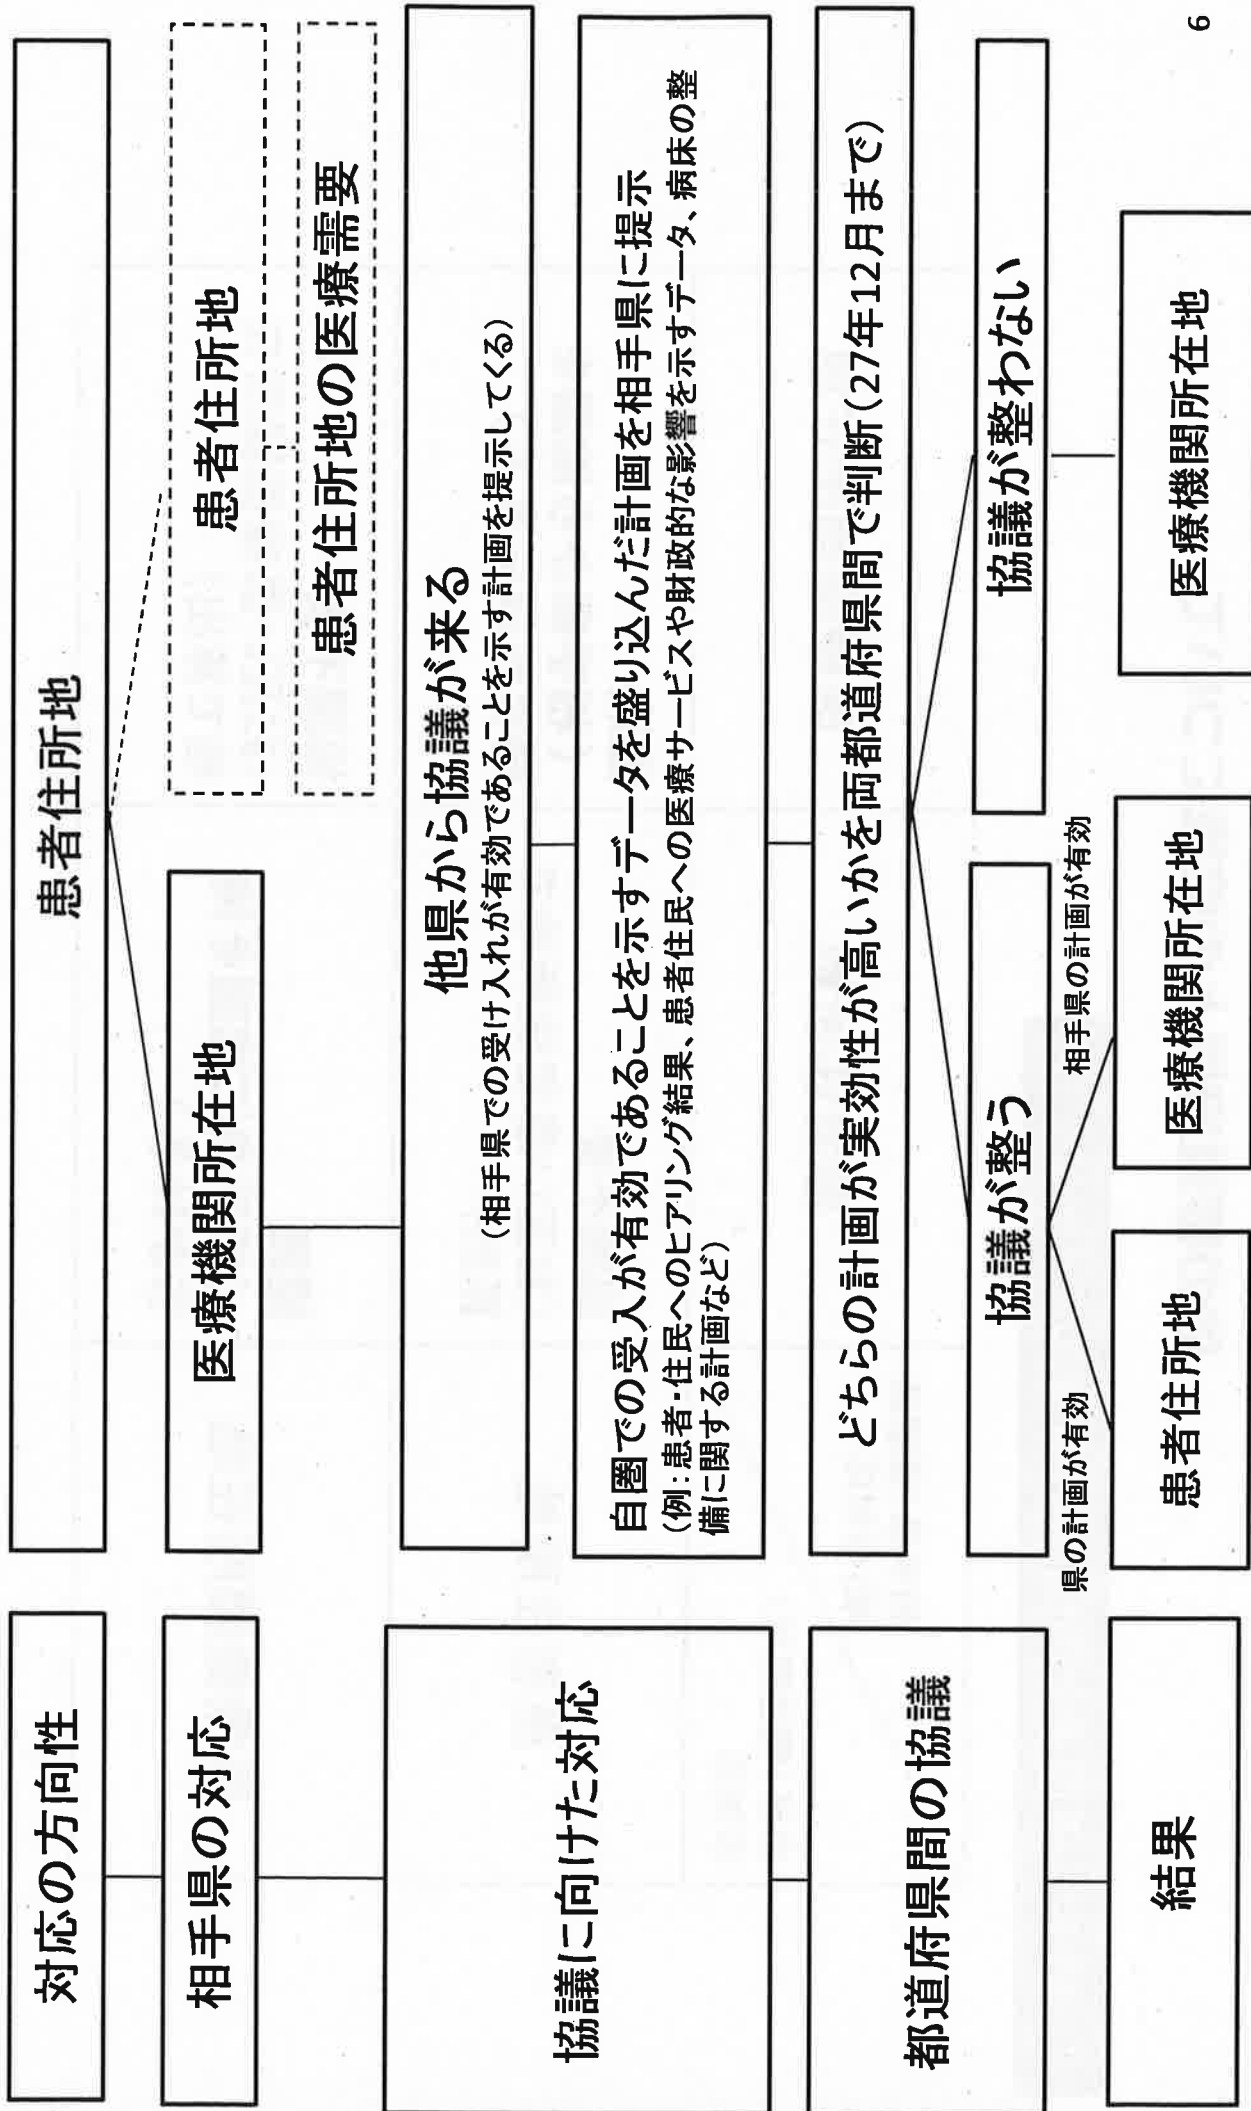 対応の方向性
患者住所地
相手県の対応
医療機関所在地
患者住所地
患者住所地の医療需要
協議に向けた対応
他県から協議が来る
(相手県での受け入れが有効であることを示す計画を提示してくる)
自圏での受入が有効であることを示すデータを盛り込んだ計画を相手県に提示
(例:患者・住民へのヒアリング結果、患者住民への医療サービスや財政的な影響を示すデータ、病床の整
備に関する計画など)
都道府県間の協議
どちらの計画が実効性が高いかを両都道府県間で判断(27年12月まで)
協議が整う
協議が整わない
県の計画が有効
相手県の計画が有効
結果
患者住所地
医療機関所在地
医療機関所在地
6